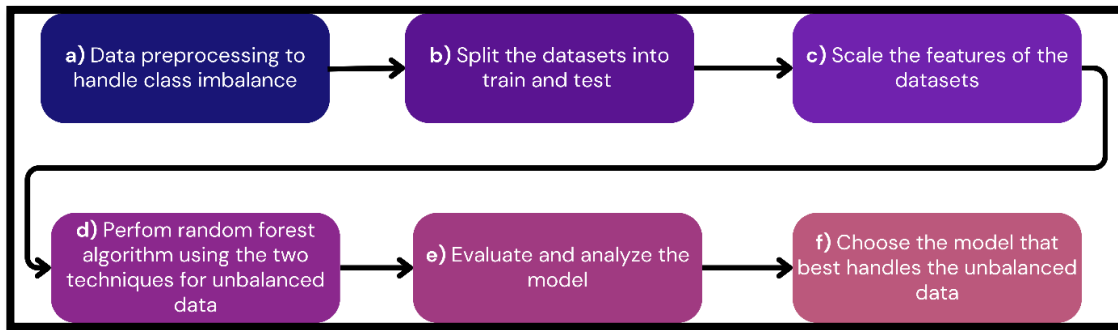 a) Data preprocessing to
handle class imbalance
b) Split the datasets into
train and test
c) Scale the features of the
datasets
d) Perfom random forest
algorithm using the two
techniques for unbalanced
data
e) Evaluate and analyze the
model
f) Choose the model that
best handles the unbalanced
data